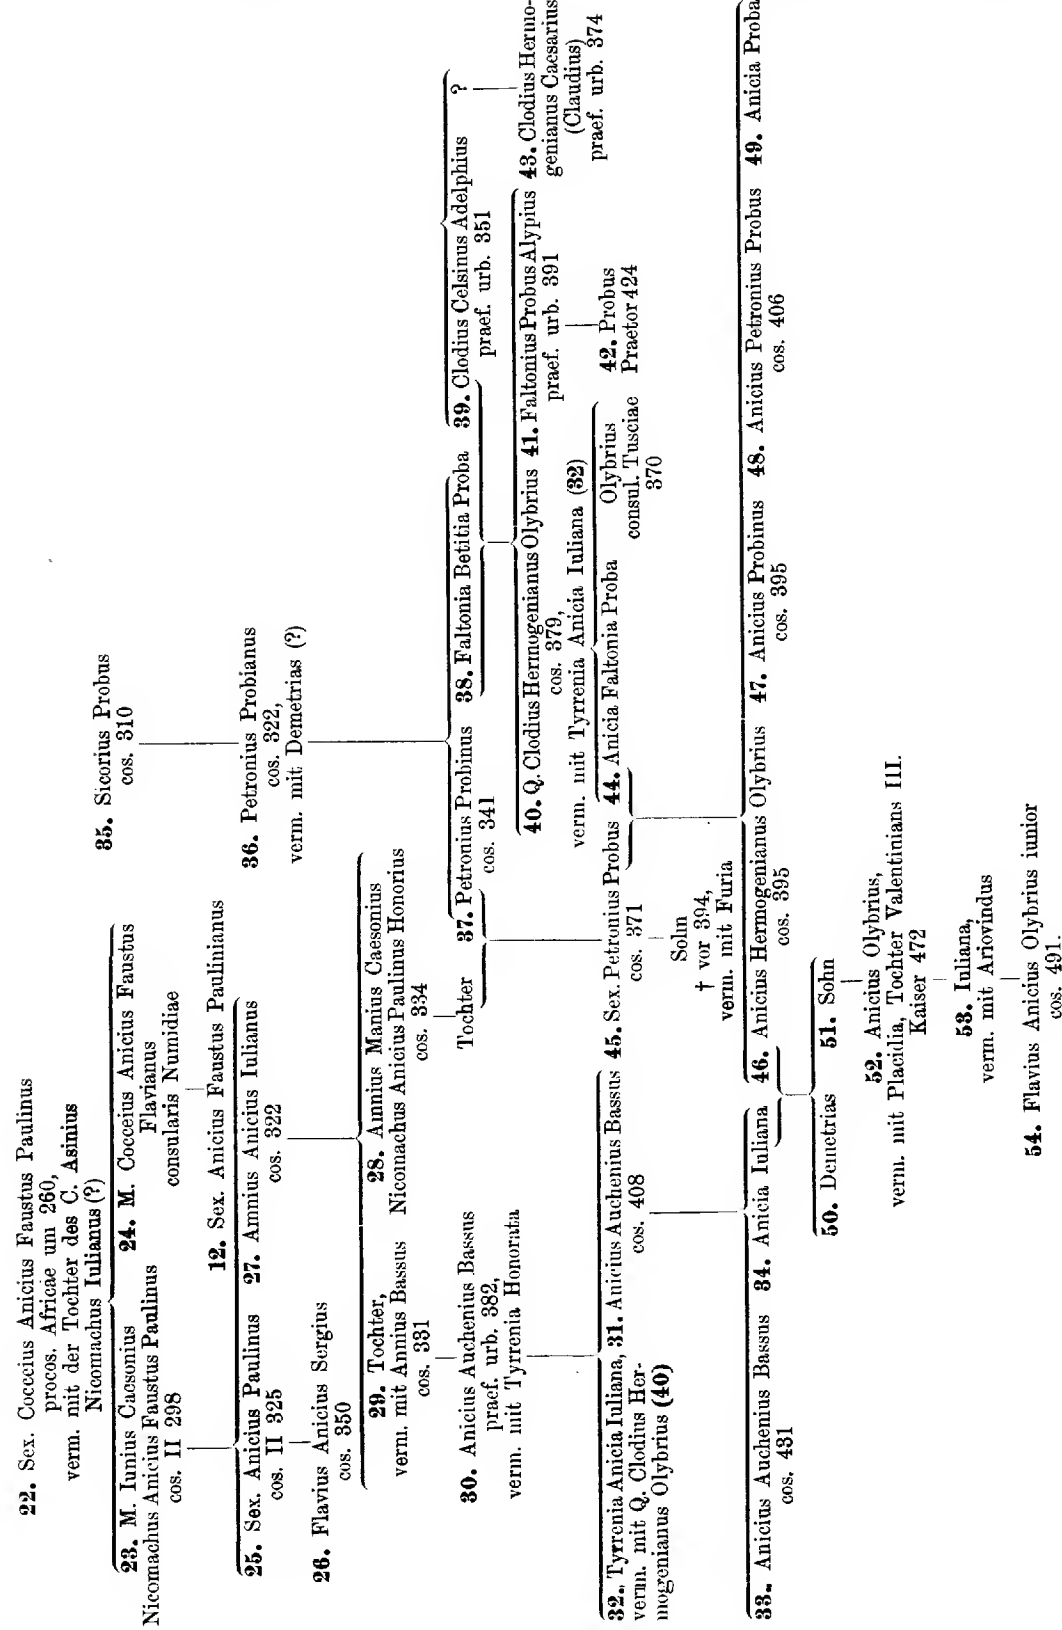 22. Sex. Cocceius Anicius Faustus Paulinus
procos. Africae um 260,
verm. mit der Tochter des C. Asinius
Nicomachus Iulianus (?)
23. M. Iunius Caesonius
Nicomachus Anicius Faustus Paulinus
cos. II 298
24. M. Cocceius Anicius Faustus
Flavianus
consularis Numidiae
12. Sex. Anicius Faustus Paulinianus
25. Sex. Anicius Paulinus
cos. II 325
27. Amnius Anicius Iulianus
cos. 322
26. Flavius Anicius Sergius
cos. 350
29. Tochter,
verm. mit Annius Bassus
cos. 331
28. Amnius Manius Caesonius
Nicomachus Anicius Paulinus Honorius
cos. 334
Tochter
30. Anicius Auchenius Bassus
praef. urb. 382,
verm. mit Tyrrenia Honorata
35. Sicorius Probus
cos. 310
36. Petronius Probianus
cos. 322,
verm. mit Demetrias (?)
37. Petronius Probinus
cos. 341
38. Faltonia Betitia Proba
39. Clodius Celsinus Adelphius
praef. urb. 351
?
40. Q. Clodius Hermogenianus Olybrius
cos. 379,
verm. mit Tyrrenia Anicia Iuliana (32)
41. Faltonius Probus Alypius
praef. urb. 391
43. Clodius Hermo-
genianus Caesarius
(Claudius)
praef. urb. 374
42. Probus
Praetor 424
32. Tyrrenia Anicia Iuliana,
verm. mit Q. Clodius Her-
mogenianus Olybrius (40)
31. Anicius Auchenius Bassus
cos. 408
45. Sex. Petronius Probus
cos. 371
44. Anicia Faltonia Proba
Olybrius
consul. Tusciae
370
Sohn
† vor 394,
verm. mit Furia
33. Anicius Auchenius Bassus
cos. 431
34. Anicia Iuliana
46. Anicius Hermogenianus Olybrius
cos. 395
47. Anicius Probinus
cos. 395
48. Anicius Petronius Probus
cos. 406
49. Anicia Proba
50. Demetrias
51. Sohn
52. Anicius Olybrius,
verm. mit Placidia, Tochter Valentinians III.
Kaiser 472
53. Iuliana,
verm. mit Ariovindus
54. Flavius Anicius Olybrius iunior
cos. 491.